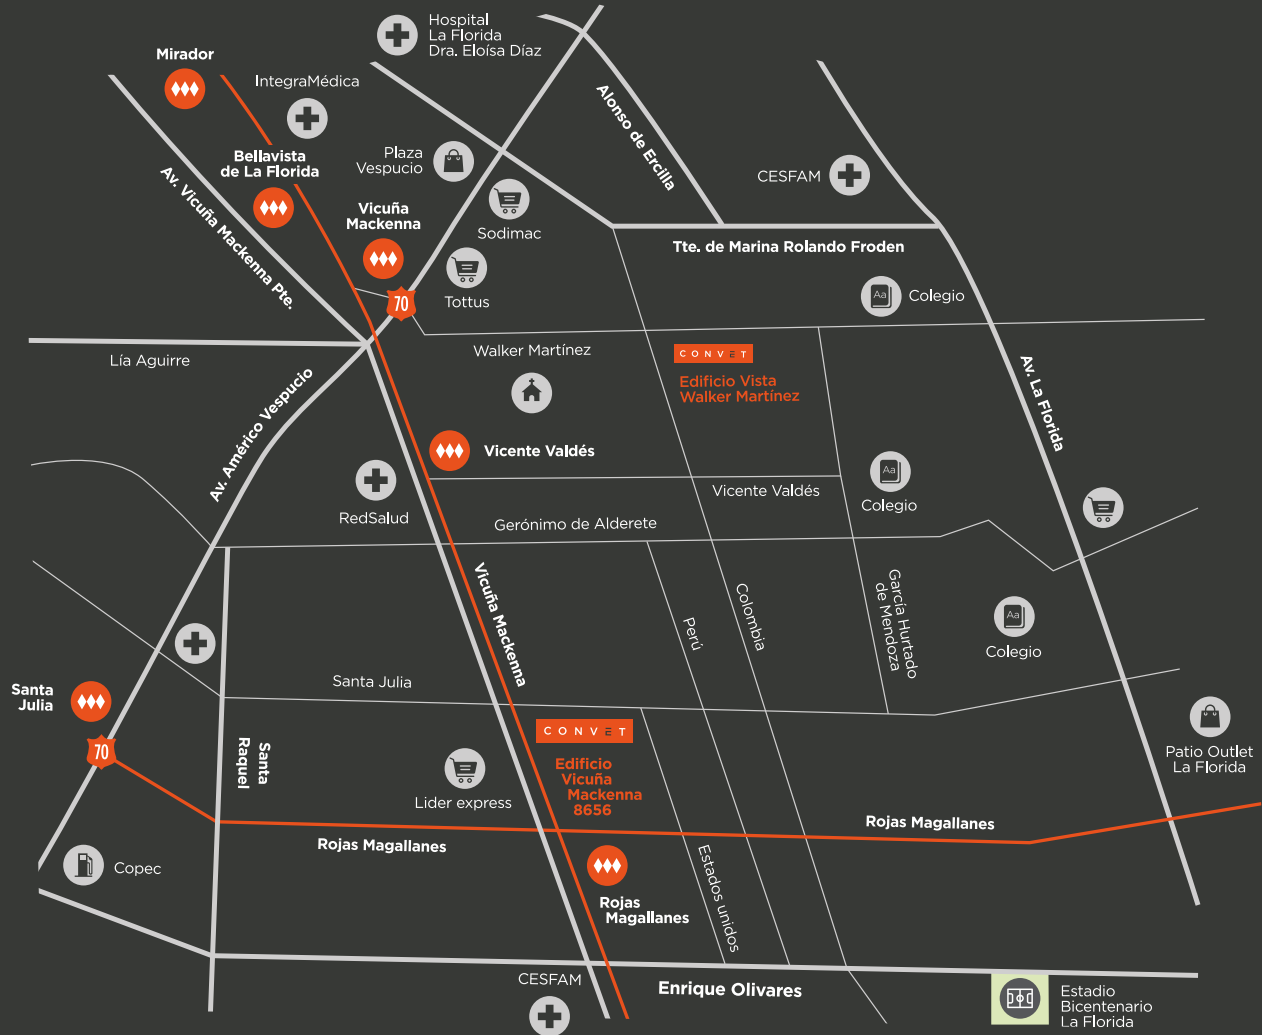 Hospital
La Florida
Dra. Eloísa Díaz
Mirador
IntegraMédica
Alonso de Ercilla
Plaza
Vespucio
Bellavista
de La Florida
CESFAM
Av. Vicuña Mackenna Pte.
Vicuña
Mackenna
Sodimac
Tte. de Marina Rolando Froden
70
Tottus
Aa
Colegio
Lía Aguirre
Walker Martínez
CONVET
Edificio Vista
Walker Martínez
Av. La Florida
Av. Américo Vespucio
Vicente Valdés
Aa
Colegio
Vicente Valdés
RedSalud
Gerónimo de Alderete
Vicuña Mackenna
Perú
Colombia
García Hurtado
de Mendoza
Aa
Colegio
Santa Julia
Santa
Julia
70
Santa
Raquel
CONVET
Edificio
Vicuña
Mackenna
8656
Patio Outlet
La Florida
Lider express
Rojas Magallanes
Rojas Magallanes
Copec
Estados unidos
Rojas
Magallanes
CESFAM
Enrique Olivares
Estadio
Bicentenario
La Florida